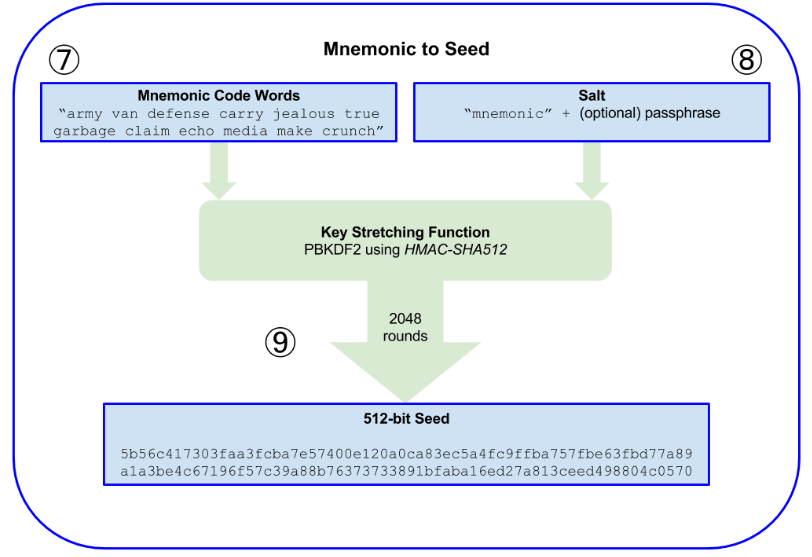 Mnemonic to Seed
⑦
⑧
Mnemonic Code Words
“army van defense carry jealous true
garbage claim echo media make crunch”
Salt
“mnemonic” + (optional) passphrase
Key Stretching Function
PBKDF2 using HMAC-SHA512
2048
rounds
⑨
512-bit Seed
5b56c417303faa3fcba7e57400e120a0ca83ec5a4fc9ffba757fbe63fbd77a89
a1a3be4c67196f57c39a88b76373733891bfaba16ed27a813ceed498804c0570